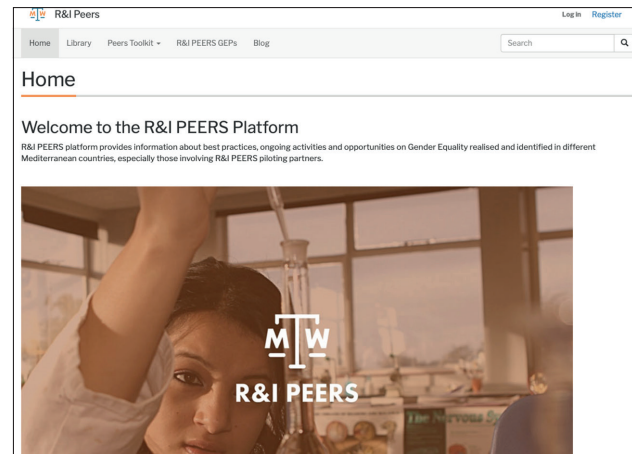 M W R&I Peers
Log in Register
Home Library Peers Toolkit R&I PEERS GEPs Blog
Search
Home
Welcome to the R&I PEERS Platform
R&I PEERS platform provides information about best practices, ongoing activities and opportunities on Gender Equality realised and identified in different
Mediterranean countries, especially those involving R&I PEERS piloting partners.
M W
R&I PEERS
The Nervous